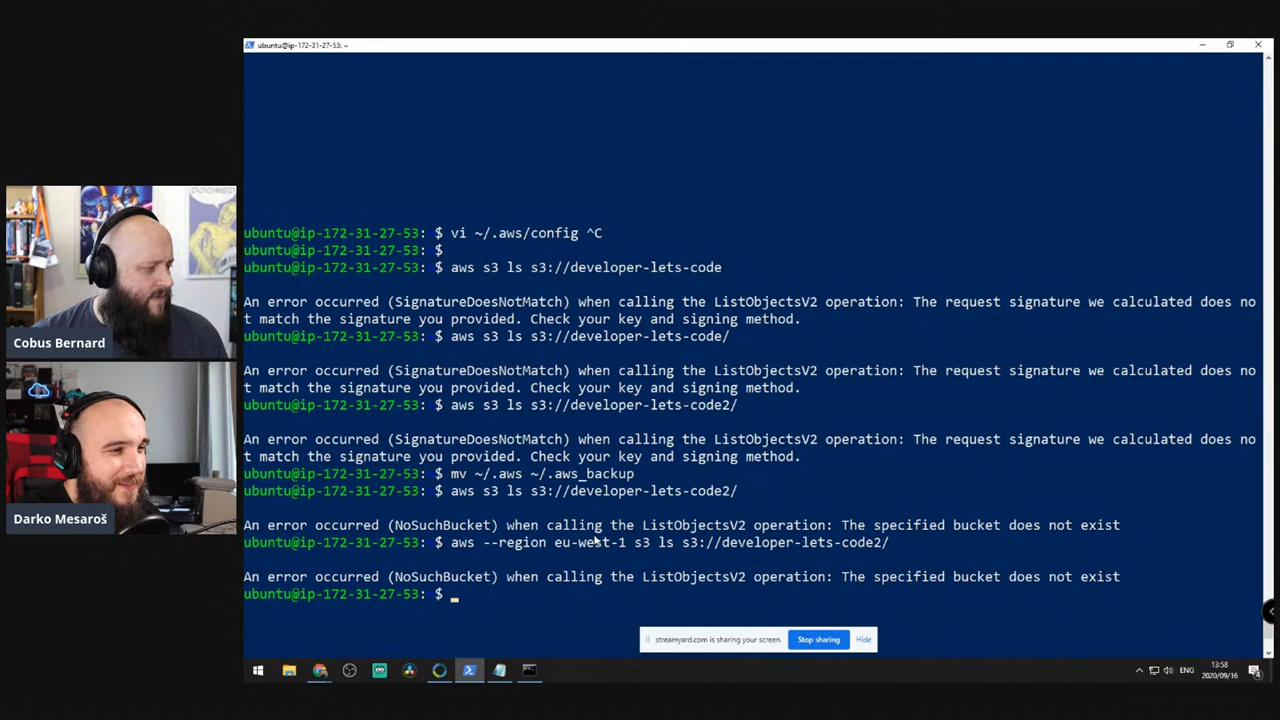 ubuntu@ip-172-31-27-53: ~
DOOMED
ubuntu@ip-172-31-27-53:~$ vi ~/.aws/config ^C
ubuntu@ip-172-31-27-53:~$
ubuntu@ip-172-31-27-53:~$ aws s3 ls s3://developer-lets-code
An error occurred (SignatureDoesNotMatch) when calling the ListObjectsV2 operation: The request signature we calculated does no
t match the signature you provided. Check your key and signing method.
ubuntu@ip-172-31-27-53:~$ aws s3 ls s3://developer-lets-code/
An error occurred (SignatureDoesNotMatch) when calling the ListObjectsV2 operation: The request signature we calculated does no
t match the signature you provided. Check your key and signing method.
ubuntu@ip-172-31-27-53:~$ aws s3 ls s3://developer-lets-code2/
An error occurred (SignatureDoesNotMatch) when calling the ListObjectsV2 operation: The request signature we calculated does no
t match the signature you provided. Check your key and signing method.
ubuntu@ip-172-31-27-53:~$ mv ~/.aws ~/.aws_backup
ubuntu@ip-172-31-27-53:~$ aws s3 ls s3://developer-lets-code2/
An error occurred (NoSuchBucket) when calling the ListObjectsV2 operation: The specified bucket does not exist
ubuntu@ip-172-31-27-53:~$ aws --region eu-west-1 s3 ls s3://developer-lets-code2/
An error occurred (NoSuchBucket) when calling the ListObjectsV2 operation: The specified bucket does not exist
ubuntu@ip-172-31-27-53:~$
Cobus Bernard
Darko Mesaroš
streamyard.com is sharing your screen.
Stop sharing
Hide
ENG
13:58
2020/09/16